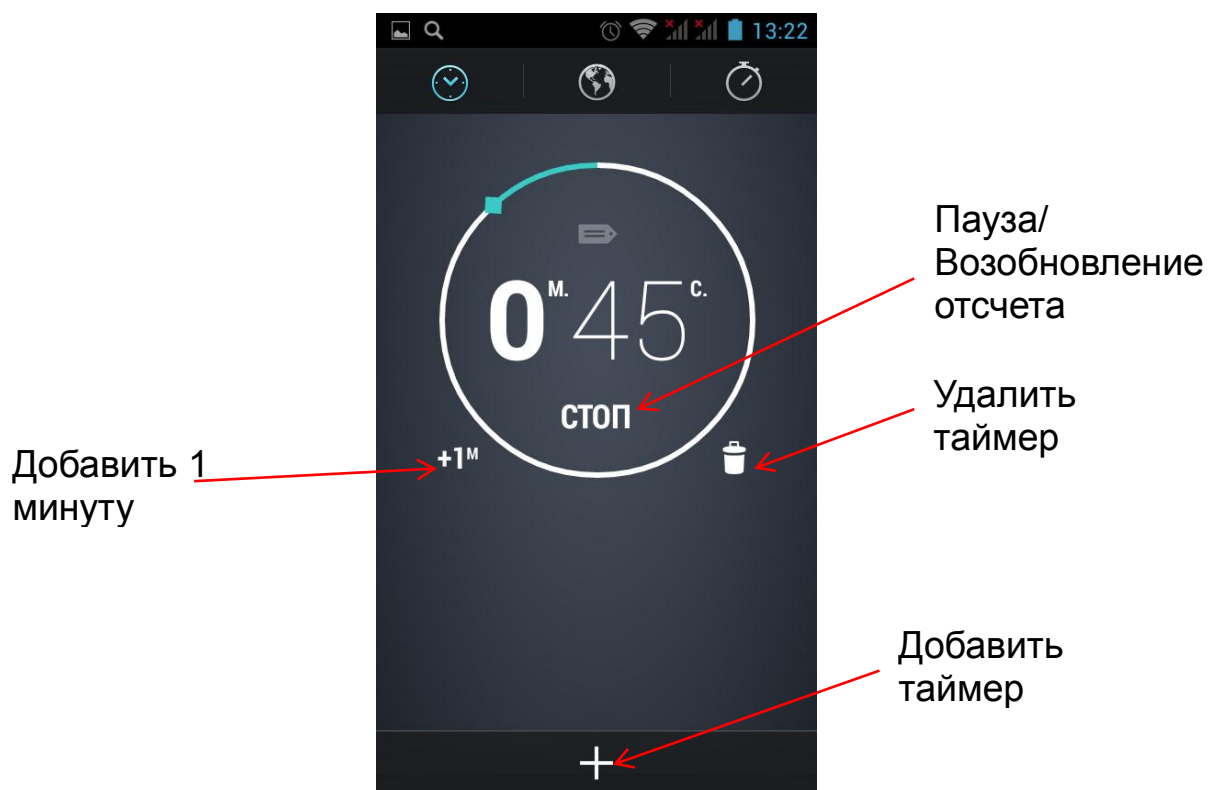 13:22
Пауза/
Возобновление
отсчета
0 М. 45 С.
Удалить
таймер
СТОП
+1М
Добавить 1
минуту
Добавить
таймер